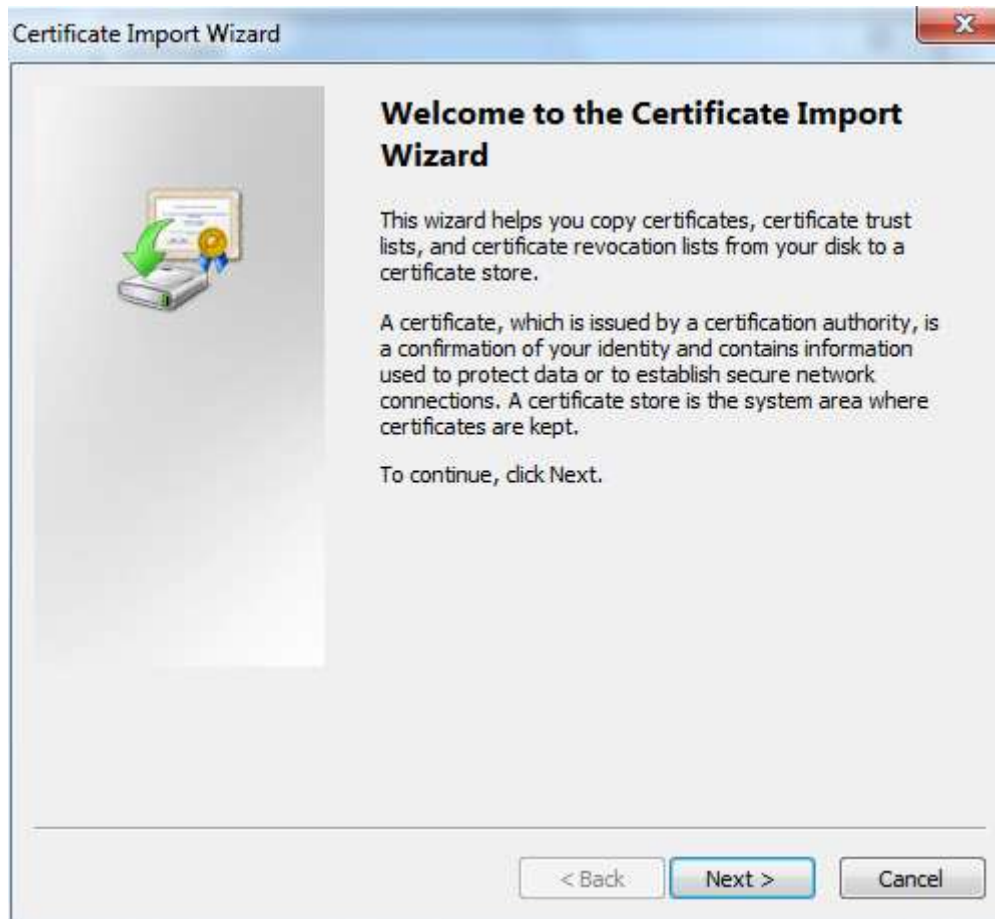 Certificate Import Wizard
X
Welcome to the Certificate Import
Wizard
This wizard helps you copy certificates, certificate trust
lists, and certificate revocation lists from your disk to a
certificate store.
A certificate, which is issued by a certification authority, is
a confirmation of your identity and contains information
used to protect data or to establish secure network
connections. A certificate store is the system area where
certificates are kept.
To continue, click Next.
< Back
Next >
Cancel